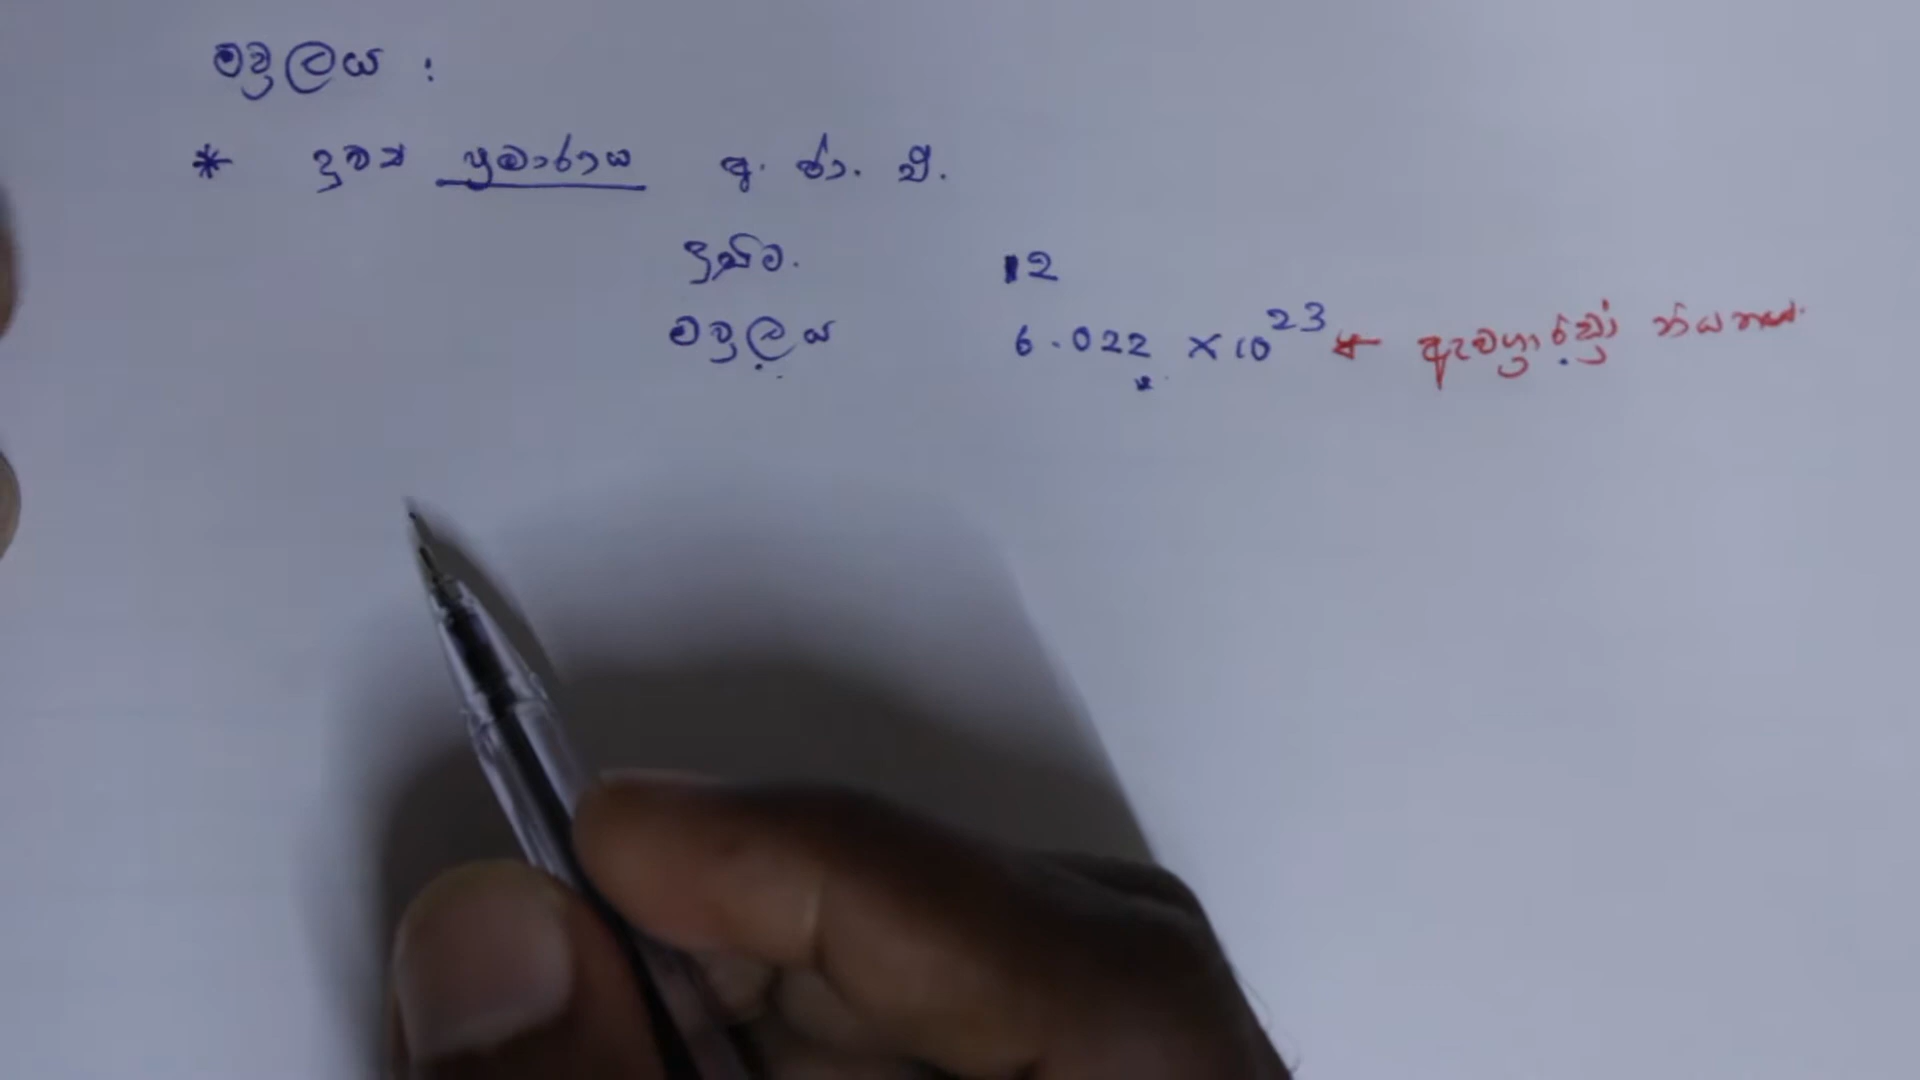 මවුලය :
* ද්‍රව්‍ය ප්‍රමාණය අ. ජා. ඒ.
දුසිම. 12
මවුලය 6.022 × 10²³ ← ඇවගාඩ්‍රෝ නියතය.